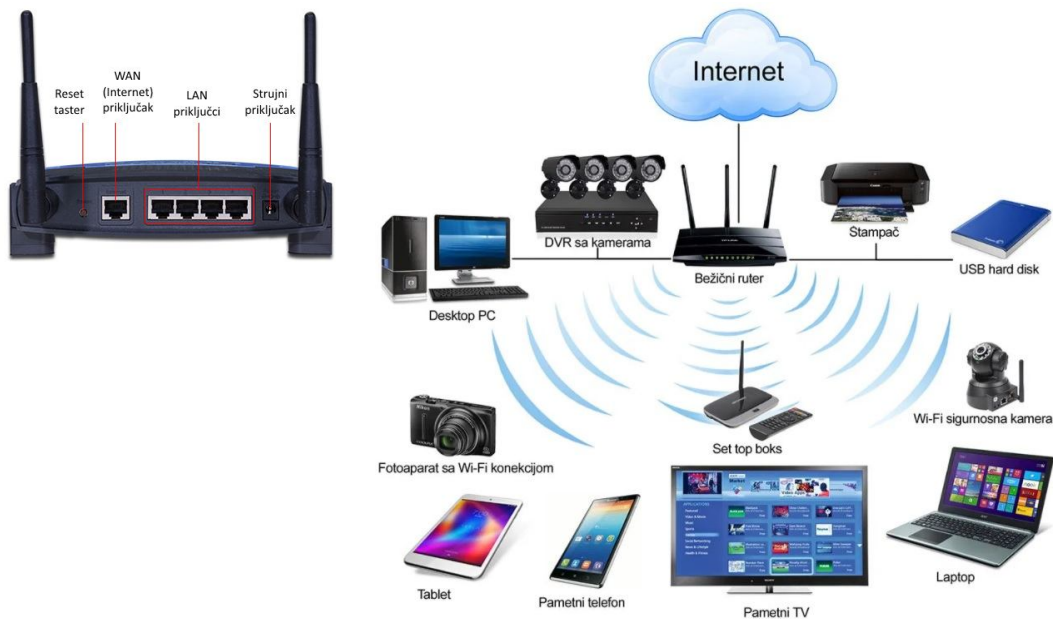 Reset
taster
WAN
(Internet)
priključak
LAN
priključci
Strujni
priključak
Internet
DVR sa kamerama
Bežični ruter
Štampač
USB hard disk
Desktop PC
Fotoaparat sa Wi-Fi konekcijom
Set top boks
Wi-Fi sigurnosna kamera
Tablet
Pametni telefon
Pametni TV
Laptop